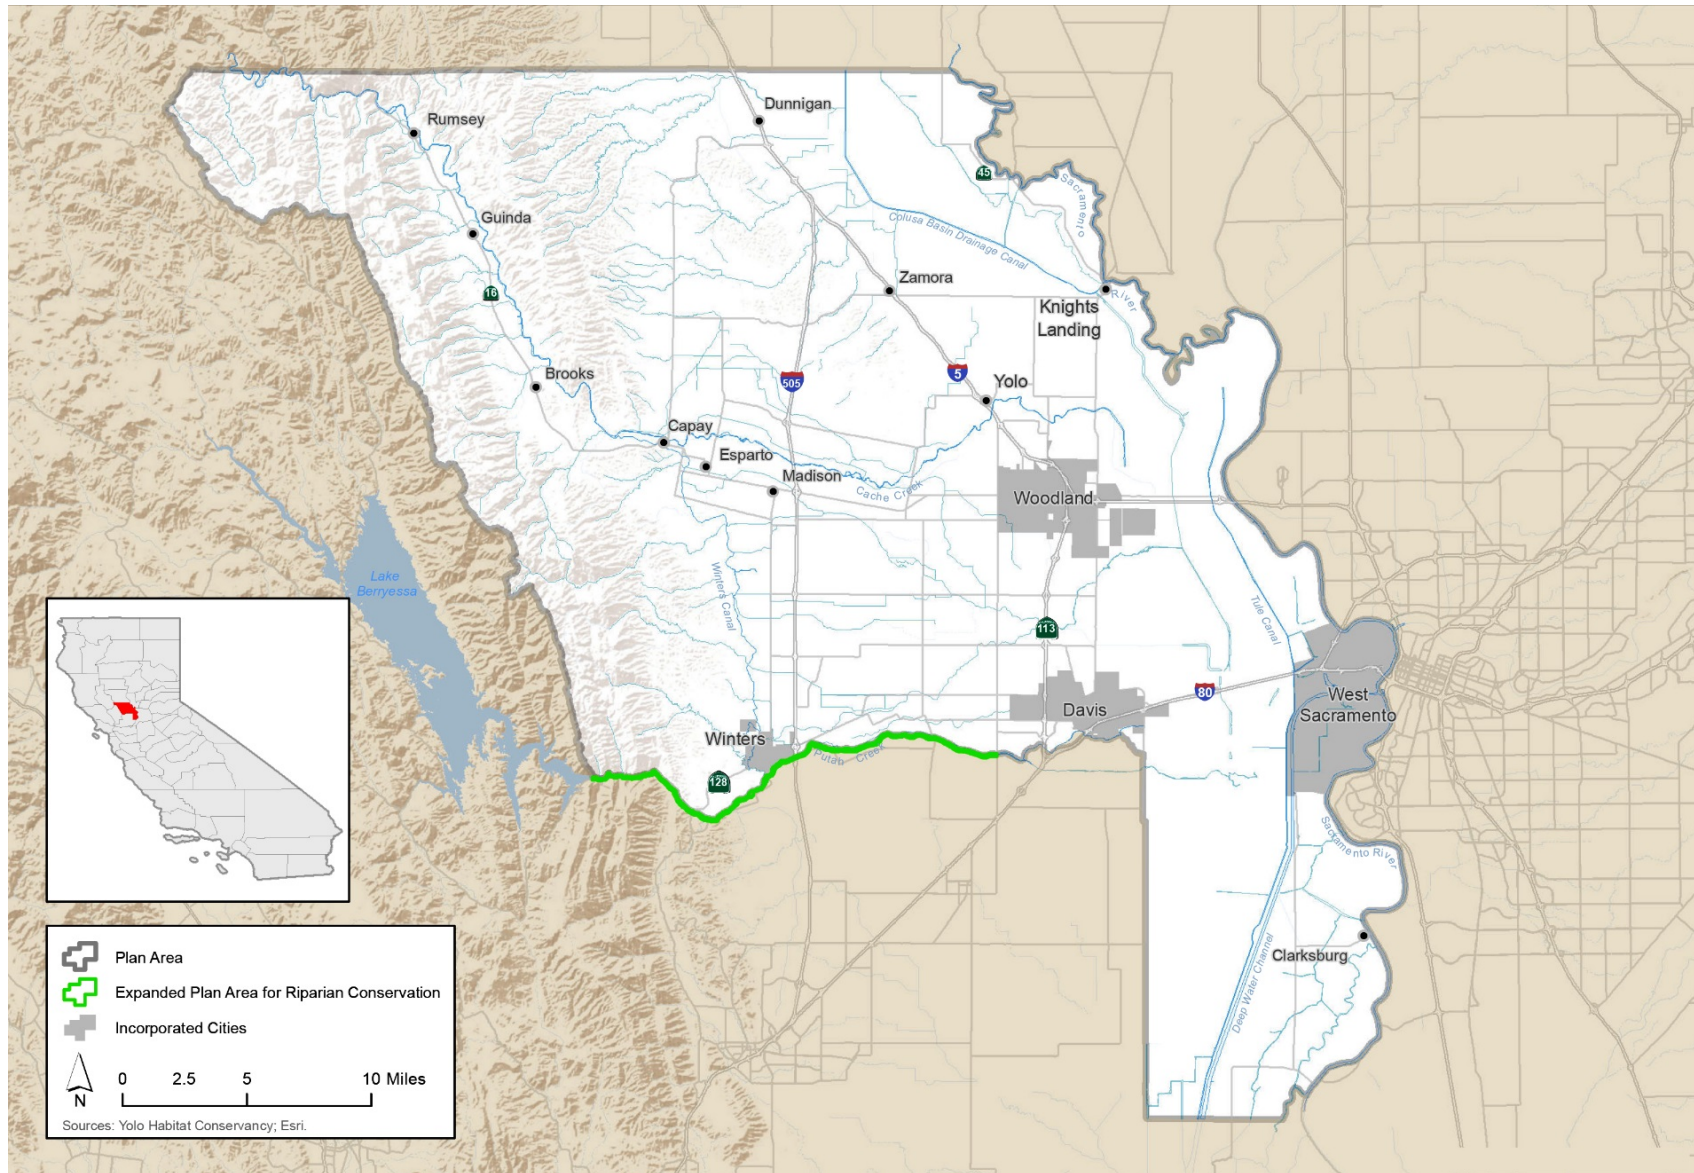 Rumsey
Dunnigan
45
Sacramento
Guinda
Colusa Basin Drainage Canal
16
Zamora
River
Knights
Landing
505
5
Yolo
Brooks
Capay
Esparto
Madison
Cache Creek
Woodland
Lake
Berryessa
Winters Canal
Tule Canal
113
80
West
Sacramento
Davis
Winters
Putah Creek
128
Sacramento River
Clarksburg
Deep Water Channel
Plan Area
Expanded Plan Area for Riparian Conservation
Incorporated Cities
0 2.5 5 10 Miles
N
Sources: Yolo Habitat Conservancy; Esri.